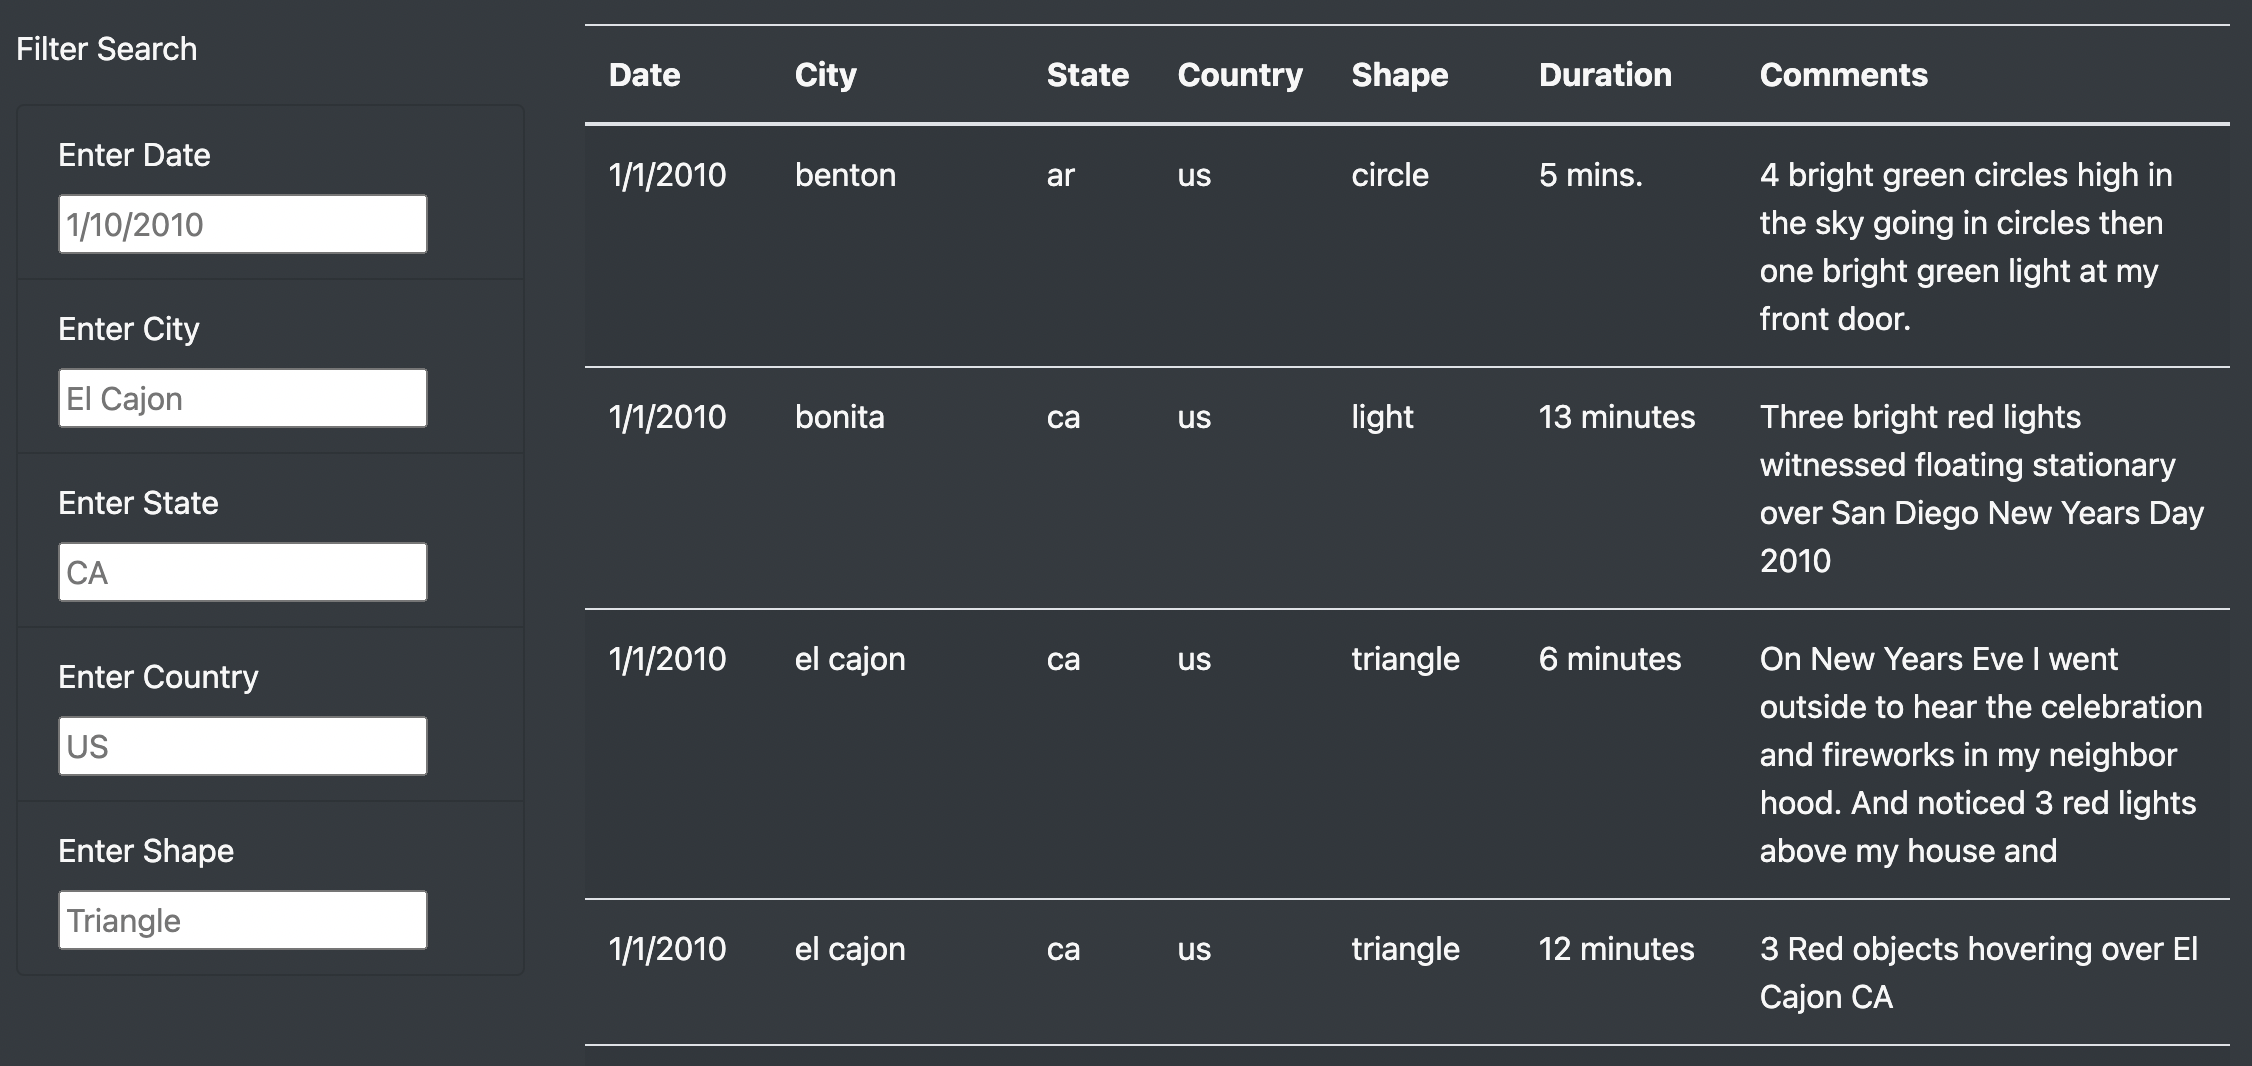 Filter Search
Enter Date
1/10/2010
Enter City
El Cajon
Enter State
CA
Enter Country
US
Enter Shape
Triangle
Date City State Country Shape Duration Comments
1/1/2010 benton ar us circle 5 mins. 4 bright green circles high in
the sky going in circles then
one bright green light at my
front door.
1/1/2010 bonita ca us light 13 minutes Three bright red lights
witnessed floating stationary
over San Diego New Years Day
2010
1/1/2010 el cajon ca us triangle 6 minutes On New Years Eve I went
outside to hear the celebration
and fireworks in my neighbor
hood. And noticed 3 red lights
above my house and
1/1/2010 el cajon ca us triangle 12 minutes 3 Red objects hovering over El
Cajon CA